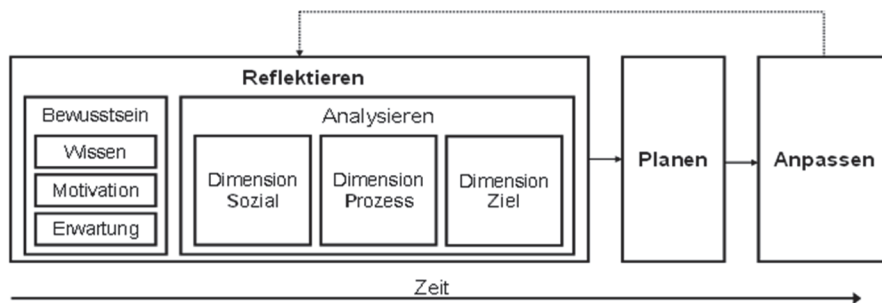 Reflektieren
Bewusstsein
Wissen
Motivation
Erwartung
Analysieren
Dimension
Sozial
Dimension
Prozess
Dimension
Ziel
Planen
Anpassen
Zeit